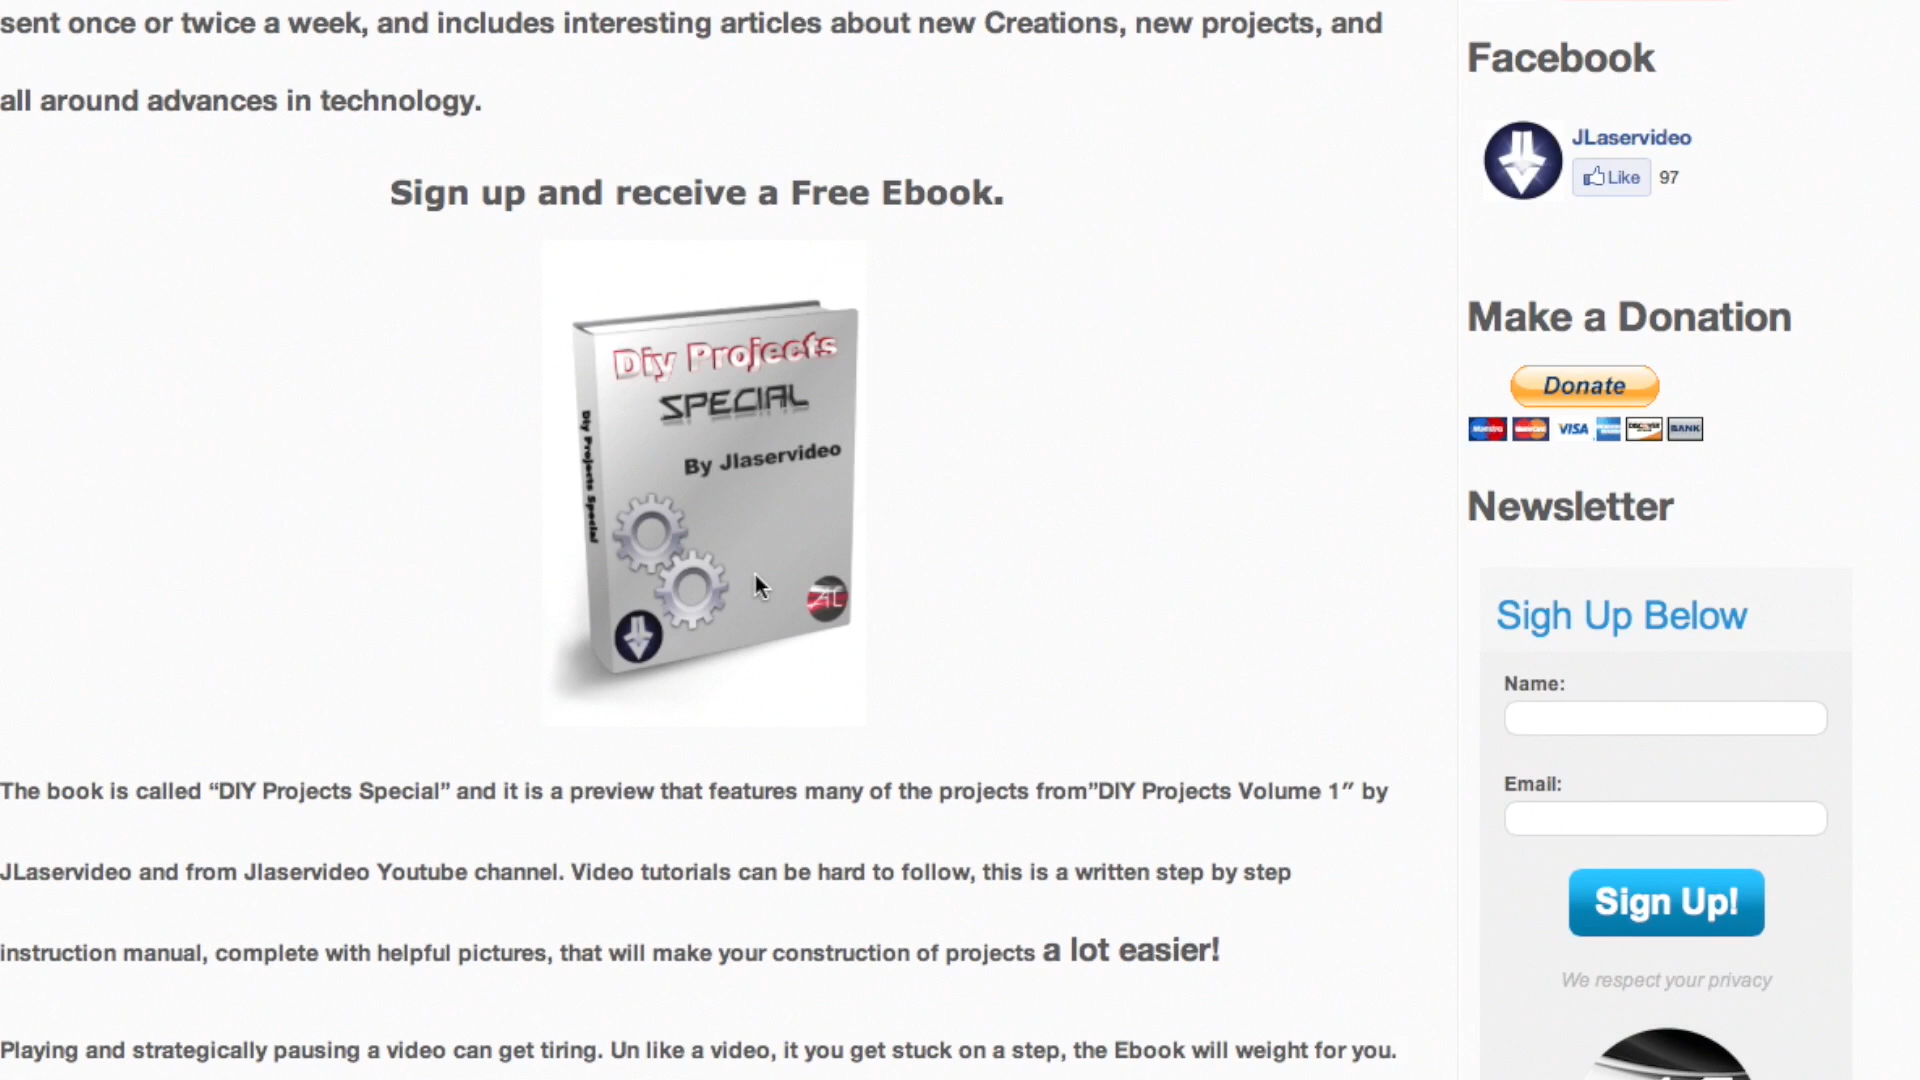 sent once or twice a week, and includes interesting articles about new Creations, new projects, and
all around advances in technology.
Sign up and receive a Free Ebook.
Diy Projects
SPECIAL
By Jlaservideo
Diy Projects Special
The book is called “DIY Projects Special” and it is a preview that features many of the projects from”DIY Projects Volume 1″ by
JLaservideo and from Jlaservideo Youtube channel. Video tutorials can be hard to follow, this is a written step by step
instruction manual, complete with helpful pictures, that will make your construction of projects a lot easier!
Playing and strategically pausing a video can get tiring. Un like a video, it you get stuck on a step, the Ebook will weight for you.
Facebook
JLaservideo
Like 97
Make a Donation
Donate
Maestro MasterCard VISA DISCOVER BANK
Newsletter
Sigh Up Below
Name:
Email:
Sign Up!
We respect your privacy